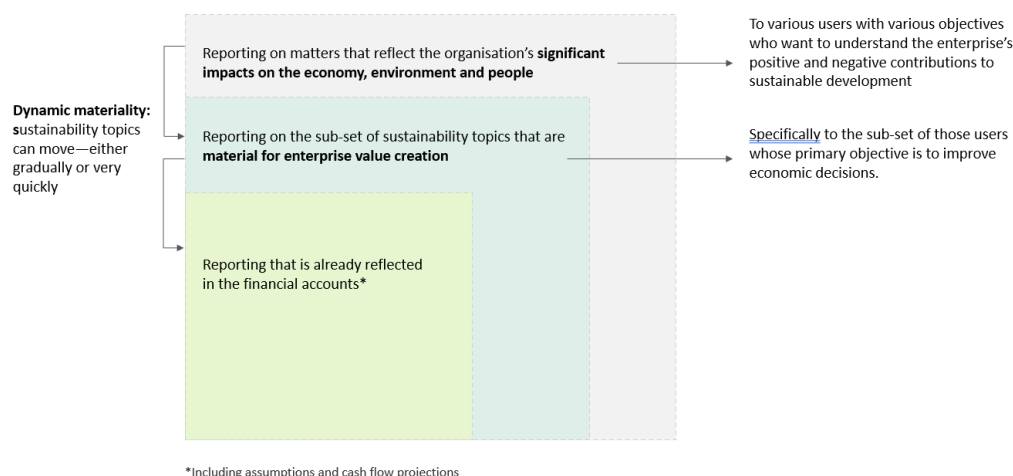 Reporting on matters that reflect the organisation's significant
impacts on the economy, environment and people
To various users with various objectives
who want to understand the enterprise's
positive and negative contributions to
sustainable development
Dynamic materiality:
sustainability topics
can move—either
gradually or very
quickly
Reporting on the sub-set of sustainability topics that are
material for enterprise value creation
Specifically to the sub-set of those users
whose primary objective is to improve
economic decisions.
Reporting that is already reflected
in the financial accounts*
*Including assumptions and cash flow projections